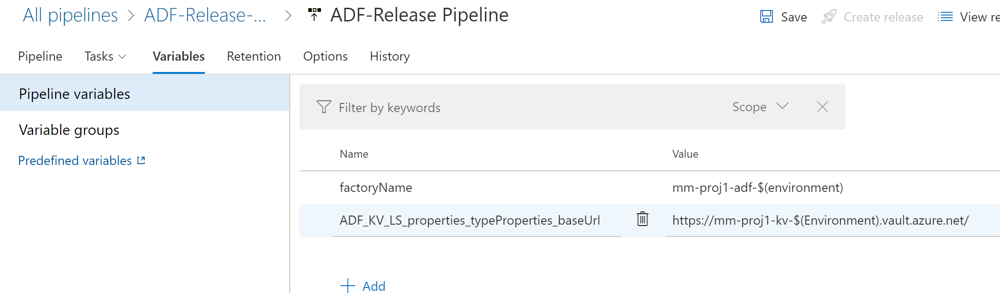 All pipelines > ADF-Release-... > ADF-Release Pipeline
Save Create release View re
Pipeline Tasks Variables Retention Options History
Pipeline variables
Variable groups
Predefined variables
Filter by keywords Scope
Name Value
factoryName mm-proj1-adf-$(environment)
ADF_KV_LS_properties_typeProperties_baseUrl https://mm-proj1-kv-$(Environment).vault.azure.net/
+ Add